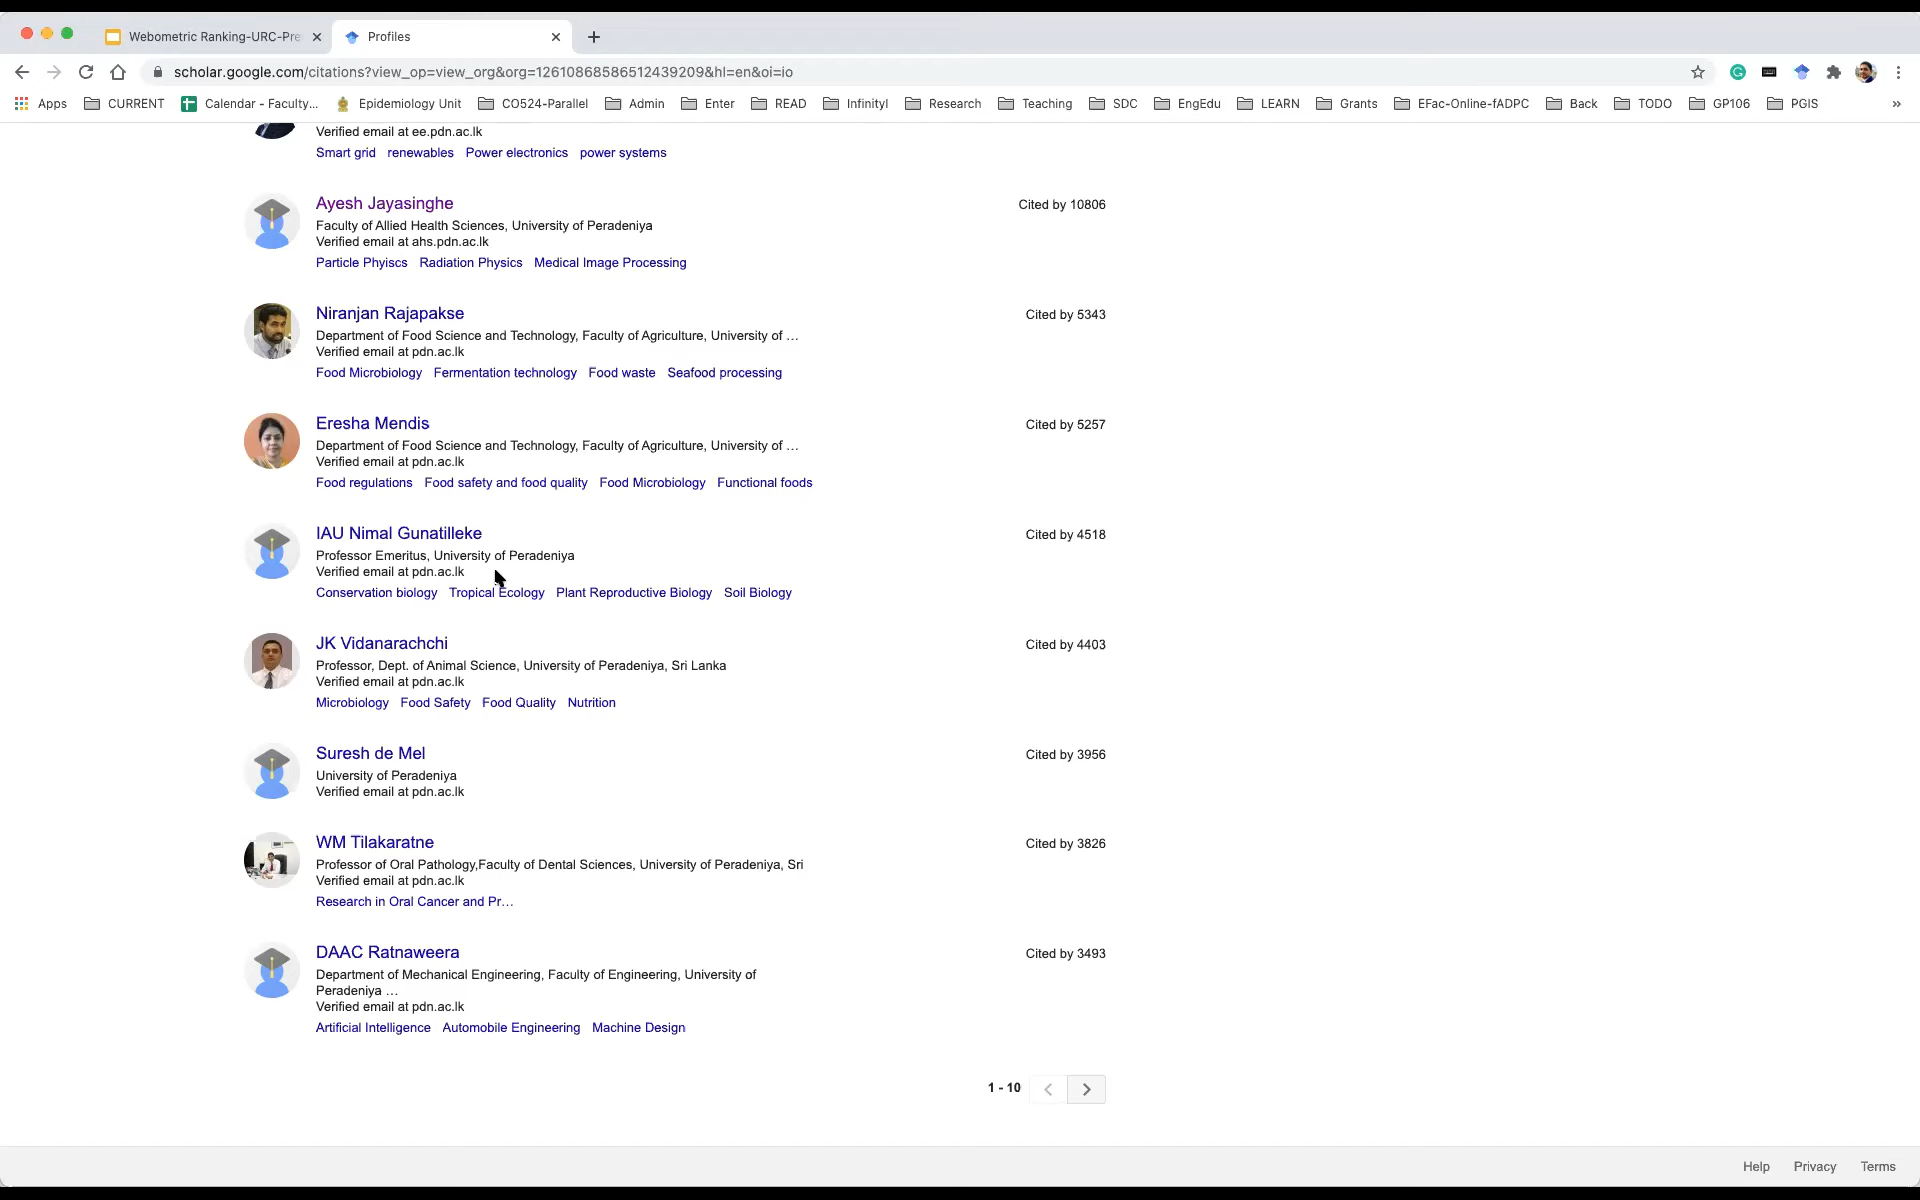 Webometric Ranking-URC-Pre
Profiles
scholar.google.com/citations?view_op=view_org&org=12610868586512439209&hl=en&oi=io
Apps CURRENT Calendar - Faculty... Epidemiology Unit CO524-Parallel Admin Enter READ Infinityl Research Teaching SDC EngEdu LEARN Grants EFac-Online-fADPC Back TODO GP106 PGIS »
Verified email at ee.pdn.ac.lk
Smart grid renewables Power electronics power systems
Ayesh Jayasinghe Cited by 10806
Faculty of Allied Health Sciences, University of Peradeniya
Verified email at ahs.pdn.ac.lk
Particle Phyiscs Radiation Physics Medical Image Processing
Niranjan Rajapakse Cited by 5343
Department of Food Science and Technology, Faculty of Agriculture, University of …
Verified email at pdn.ac.lk
Food Microbiology Fermentation technology Food waste Seafood processing
Eresha Mendis Cited by 5257
Department of Food Science and Technology, Faculty of Agriculture, University of …
Verified email at pdn.ac.lk
Food regulations Food safety and food quality Food Microbiology Functional foods
IAU Nimal Gunatilleke Cited by 4518
Professor Emeritus, University of Peradeniya
Verified email at pdn.ac.lk
Conservation biology Tropical Ecology Plant Reproductive Biology Soil Biology
JK Vidanarachchi Cited by 4403
Professor, Dept. of Animal Science, University of Peradeniya, Sri Lanka
Verified email at pdn.ac.lk
Microbiology Food Safety Food Quality Nutrition
Suresh de Mel Cited by 3956
University of Peradeniya
Verified email at pdn.ac.lk
WM Tilakaratne Cited by 3826
Professor of Oral Pathology,Faculty of Dental Sciences, University of Peradeniya, Sri
Verified email at pdn.ac.lk
Research in Oral Cancer and Pr…
DAAC Ratnaweera Cited by 3493
Department of Mechanical Engineering, Faculty of Engineering, University of
Peradeniya …
Verified email at pdn.ac.lk
Artificial Intelligence Automobile Engineering Machine Design
1 - 10
Help Privacy Terms